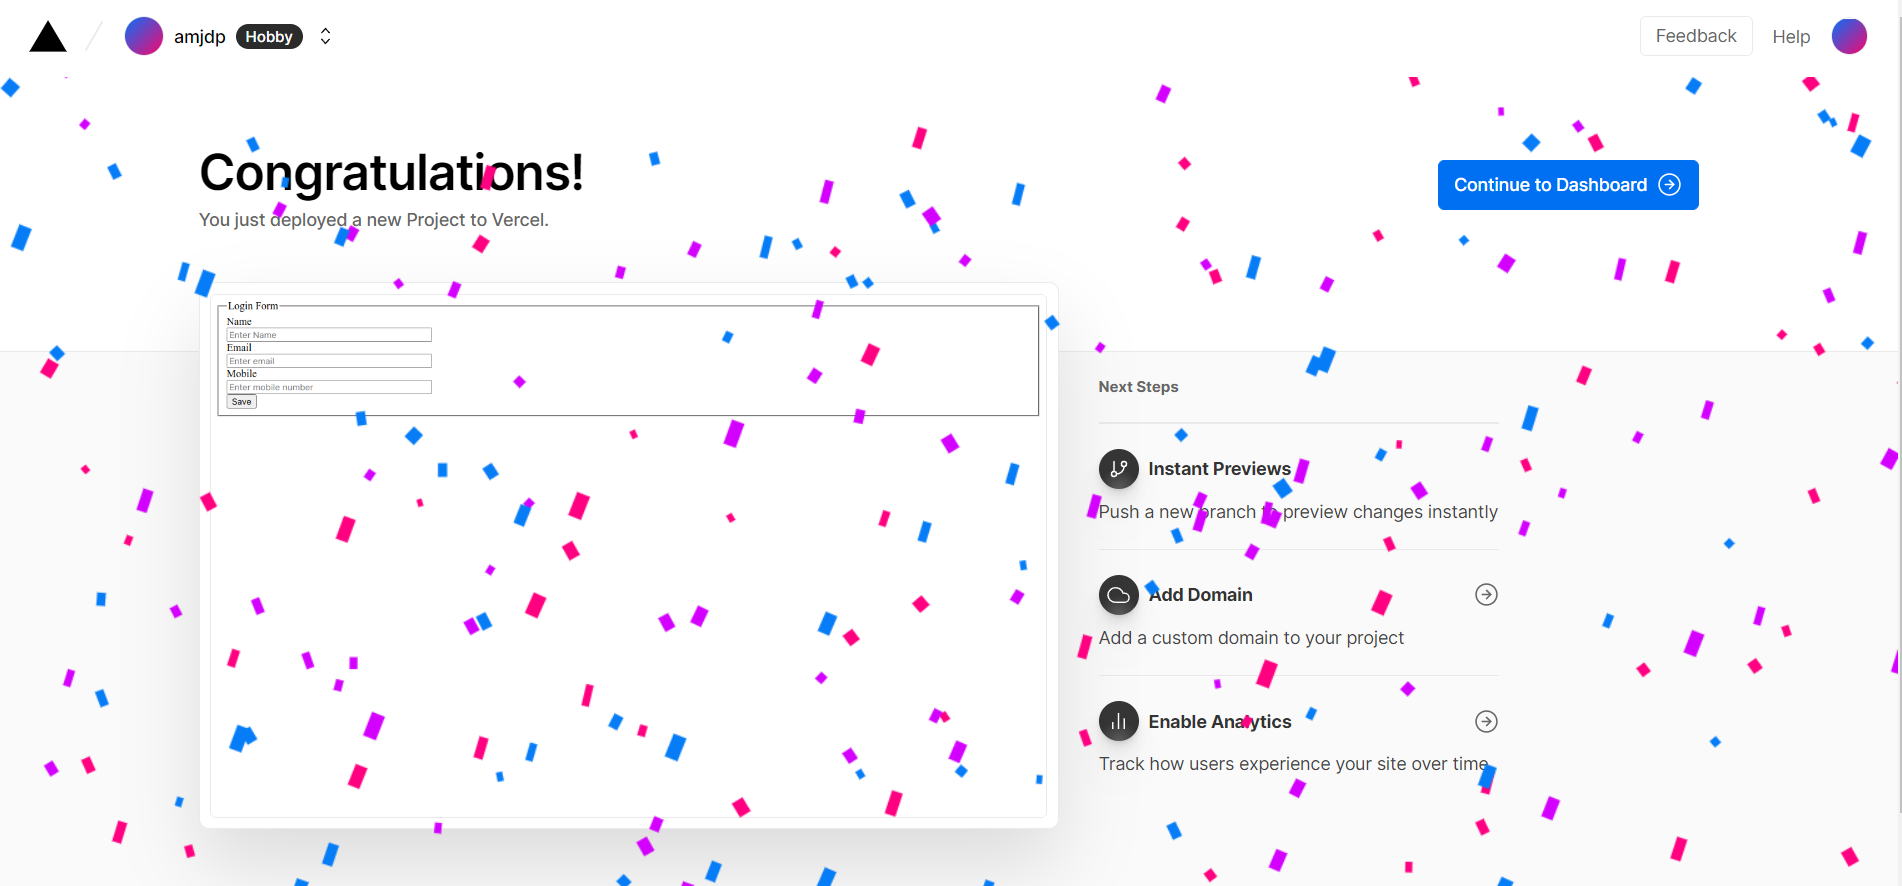 amjdp Hobby
Feedback Help
Congratulations!
You just deployed a new Project to Vercel.
Continue to Dashboard
Login Form
Name
Enter Name
Email
Enter email
Mobile
Enter mobile number
Save
Next Steps
Instant Previews
Push a new branch to preview changes instantly
Add Domain
Add a custom domain to your project
Enable Analytics
Track how users experience your site over time